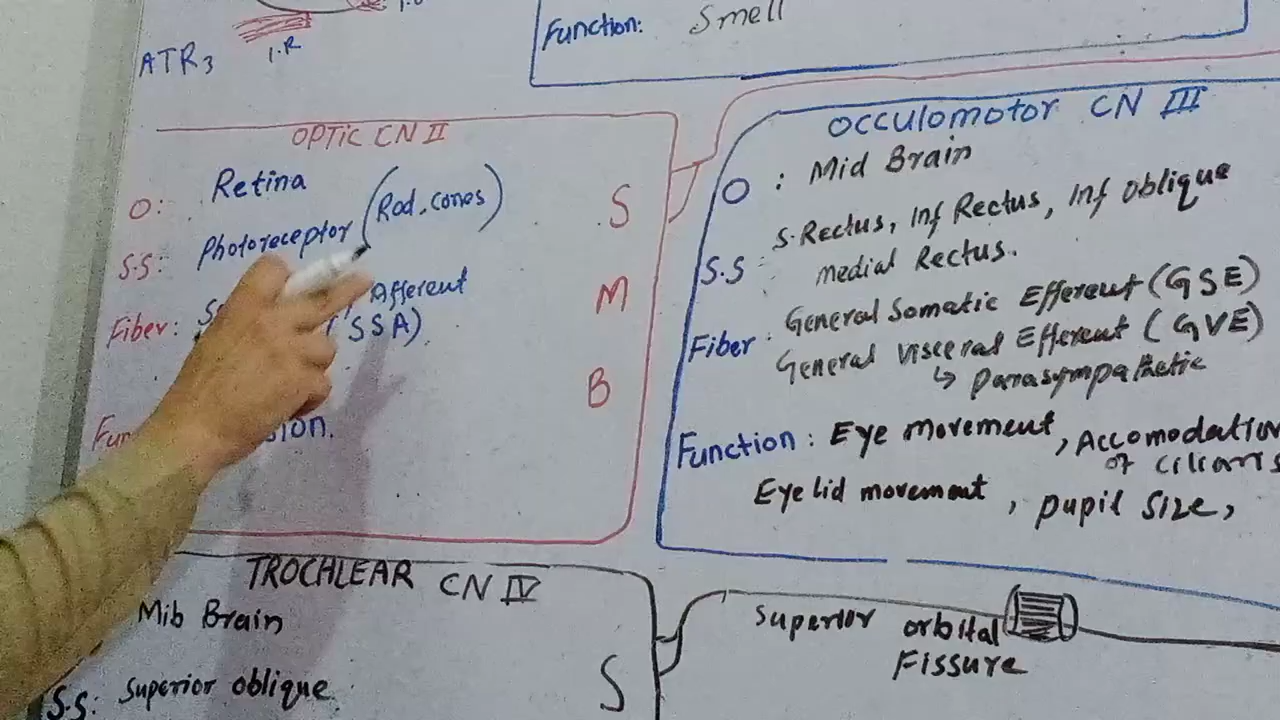 I.R
ATR3
Function: Smell
OPTIC CN II
O: Retina
S.S: Photoreceptor (Rod, cones)
Fiber: Afferent
(SSA)
S
M
B
OCCULOMOTOR CN III
O : Mid Brain
S.S : S.Rectus, Inf Rectus, Inf Oblique
medial Rectus.
Fiber : General Somatic Efferent (GSE)
General Visceral Efferent (GVE)
↳ Parasympathetic
Function : Eye movement, Accomodation
of ciliaris
Eye lid movement, pupil size,
TROCHLEAR CN IV
Mib Brain
S.S: Superior oblique
S
Superior orbital
Fissure